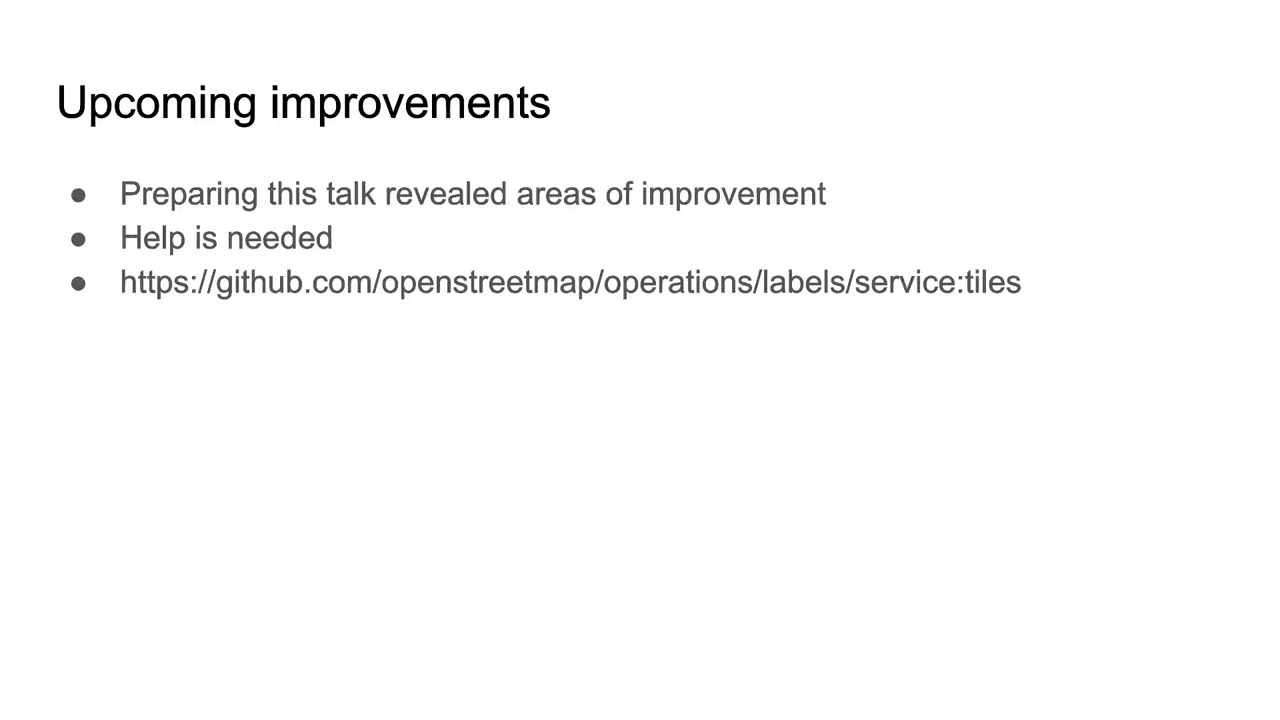 Upcoming improvements
● Preparing this talk revealed areas of improvement
● Help is needed
● https://github.com/openstreetmap/operations/labels/service:tiles